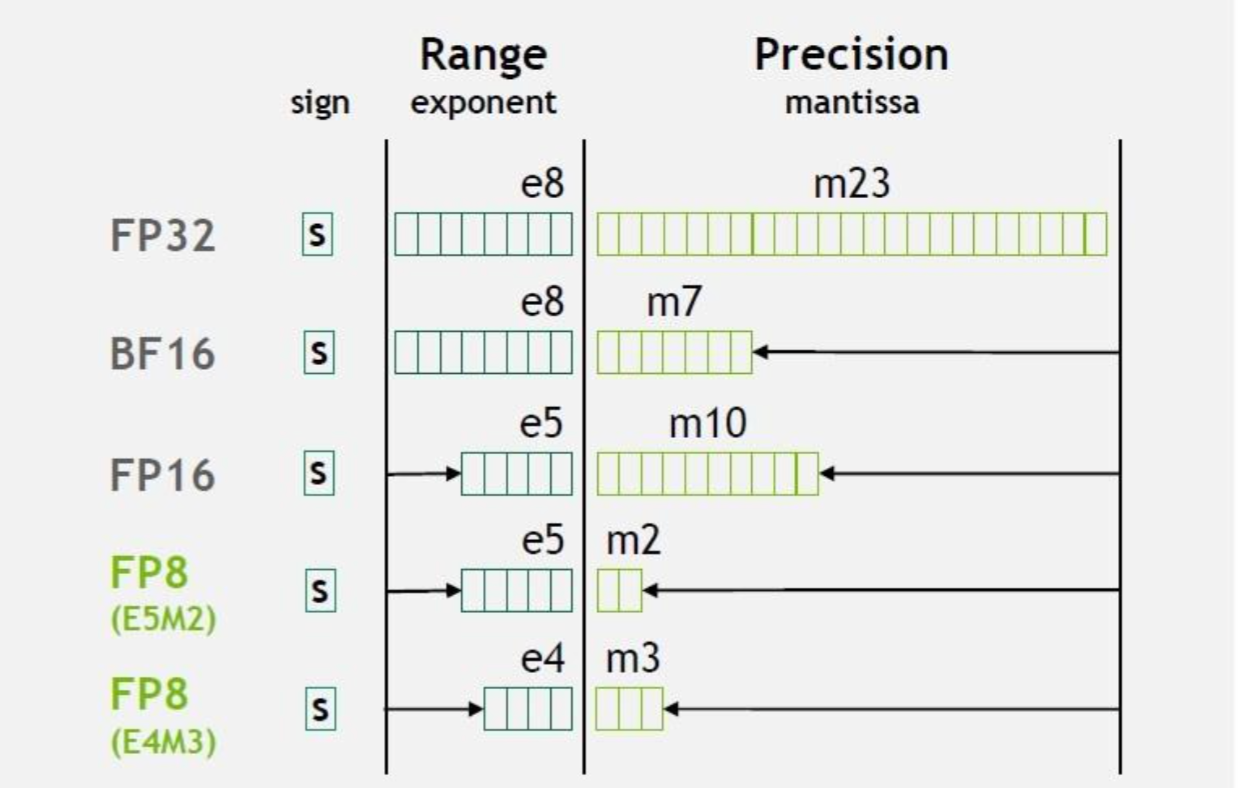 Range
Precision
sign
exponent
mantissa
e8
m23
FP32
S
e8
m7
BF16
S
e5
m10
FP16
S
e5
m2
FP8
S
(E5M2)
e4
m3
FP8
S
(E4M3)